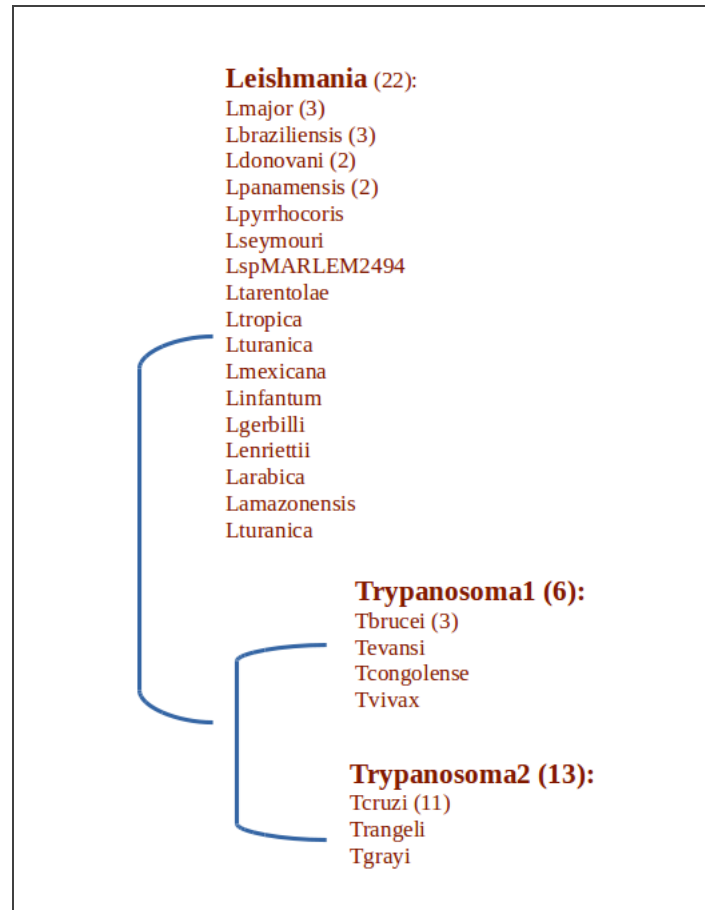 Leishmania (22):
Lmajor (3)
Lbraziliensis (3)
Ldonovani (2)
Lpanamensis (2)
Lpyrrhocoris
Lseymouri
LspMARLEM2494
Ltarentolae
Ltropica
Lturanica
Lmexicana
Linfantum
Lgerbilli
Lenriettii
Larabica
Lamazonensis
Lturanica
Trypanosoma1 (6):
Tbrucei (3)
Tevansi
Tcongolense
Tvivax
Trypanosoma2 (13):
Tcruzi (11)
Trangeli
Tgrayi